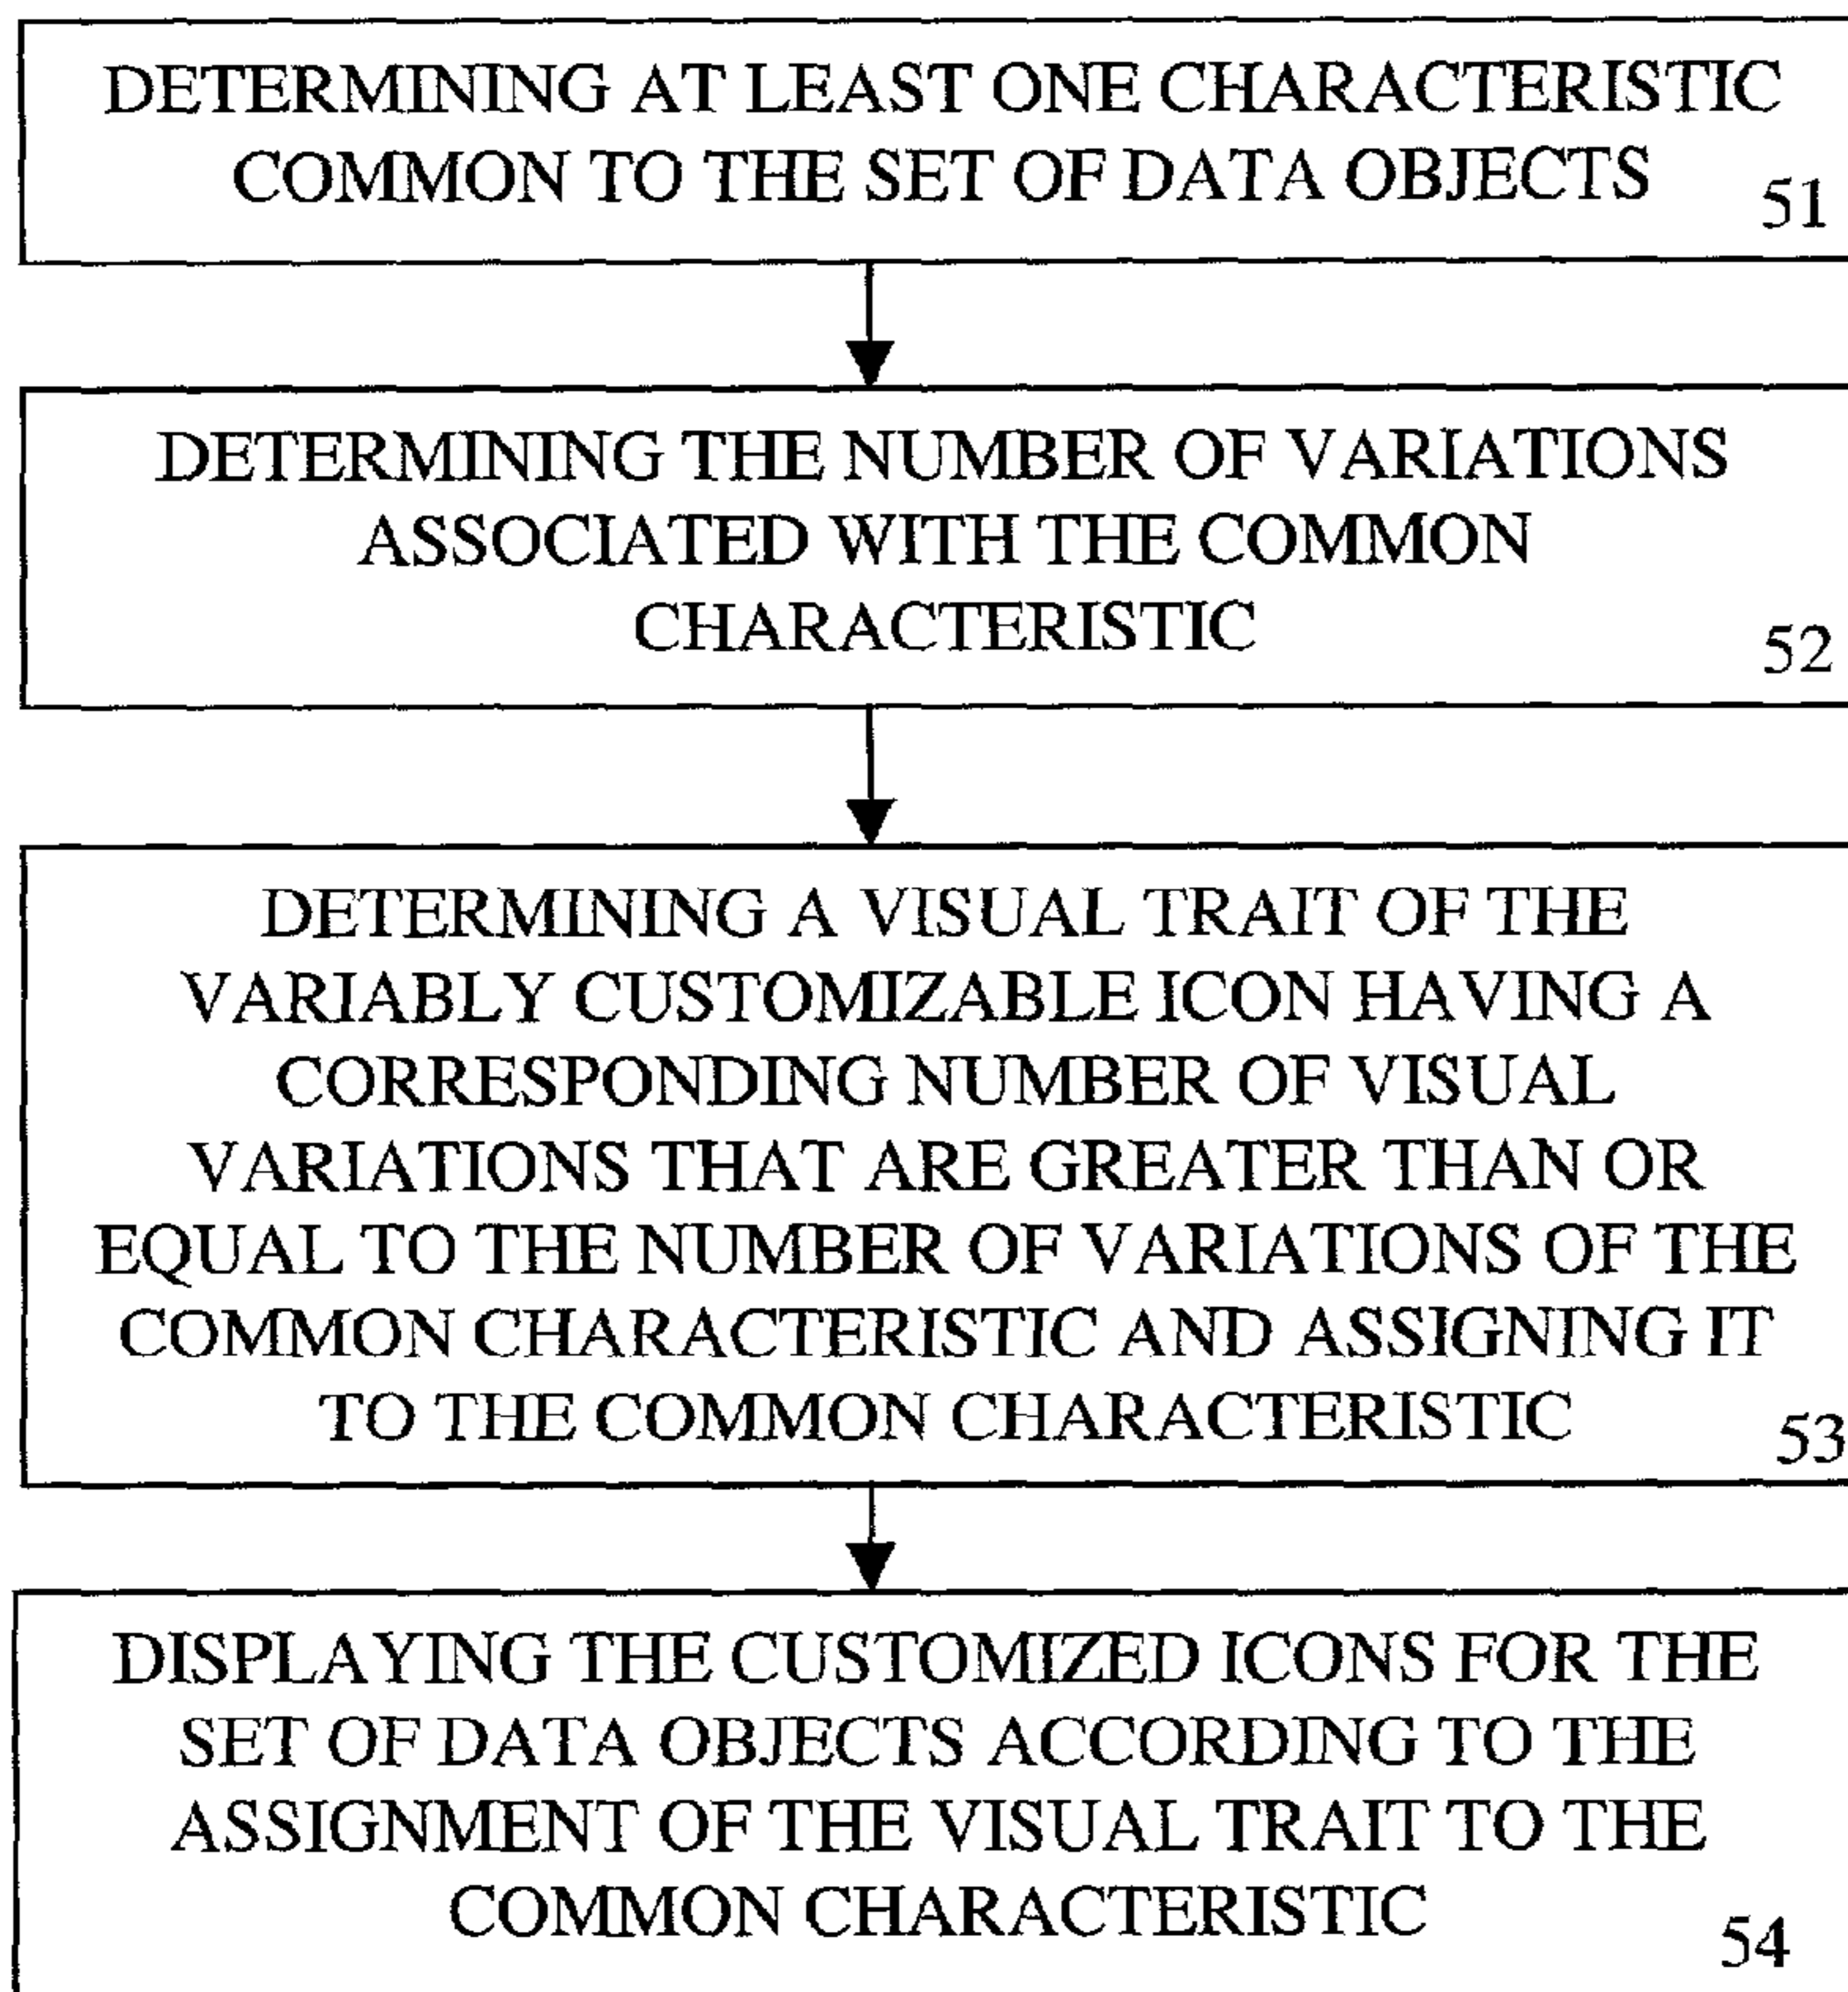 DETERMINING AT LEAST ONE CHARACTERISTIC
COMMON TO THE SET OF DATA OBJECTS
51
DETERMINING THE NUMBER OF VARIATIONS
ASSOCIATED WITH THE COMMON
CHARACTERISTIC
52
DETERMINING A VISUAL TRAIT OF THE
VARIABLY CUSTOMIZABLE ICON HAVING A
CORRESPONDING NUMBER OF VISUAL
VARIATIONS THAT ARE GREATER THAN OR
EQUAL TO THE NUMBER OF VARIATIONS OF THE
COMMON CHARACTERISTIC AND ASSIGNING IT
TO THE COMMON CHARACTERISTIC
53
DISPLAYING THE CUSTOMIZED ICONS FOR THE
SET OF DATA OBJECTS ACCORDING TO THE
ASSIGNMENT OF THE VISUAL TRAIT TO THE
COMMON CHARACTERISTIC
54